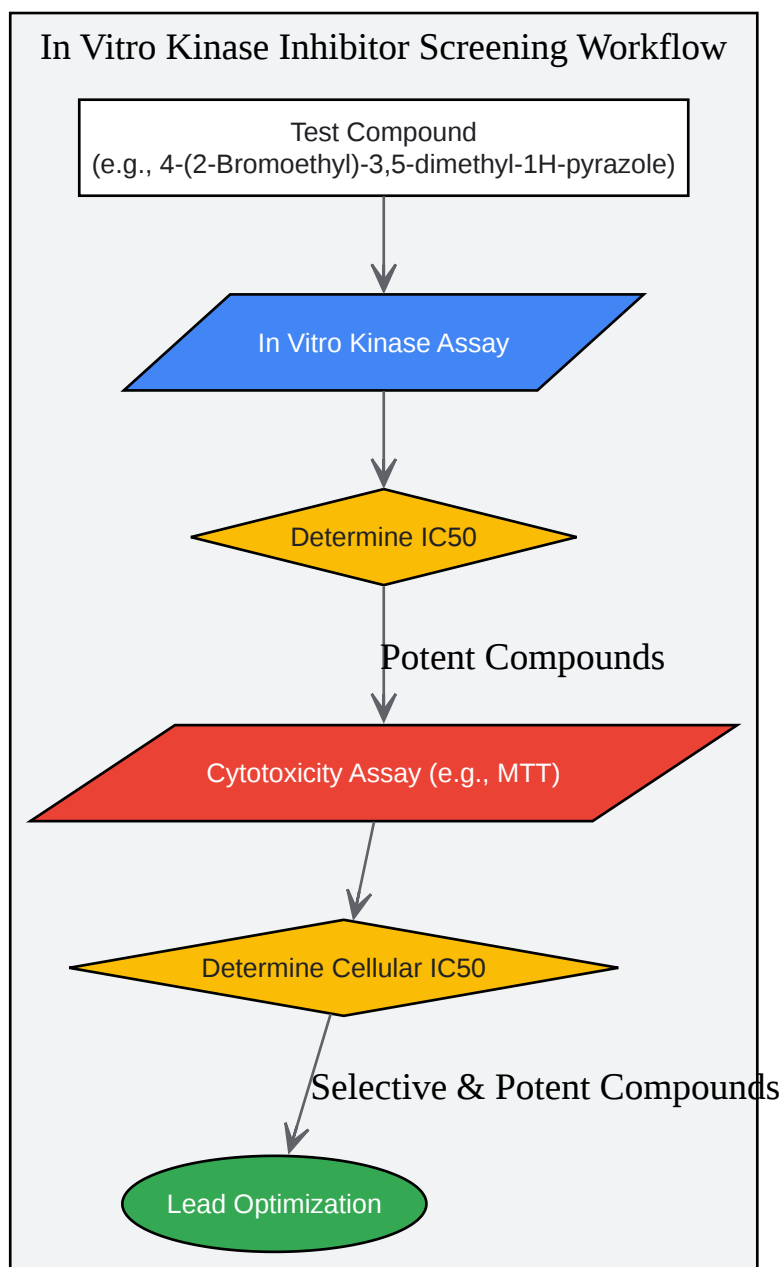 In Vitro Kinase Inhibitor Screening Workflow
Test Compound
(e.g., 4-(2-Bromoethyl)-3,5-dimethyl-1H-pyrazole)
In Vitro Kinase Assay
Determine IC50
Potent Compounds
Cytotoxicity Assay (e.g., MTT)
Determine Cellular IC50
Selective & Potent Compounds
Lead Optimization